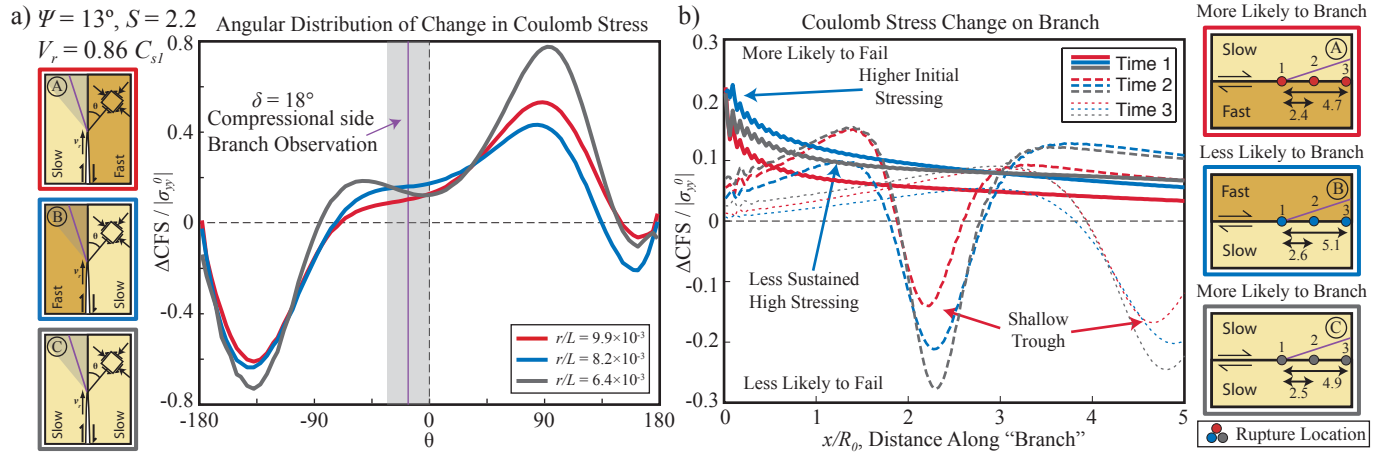 a) Ψ = 13º, S = 2.2
V_r = 0.86 C_s1
A
Slow
Fast
θ
v_r
B
Fast
Slow
θ
v_r
C
Slow
Slow
θ
v_r
Angular Distribution of Change in Coulomb Stress
ΔCFS / |σ_yy^0|
0.8
0.4
0
-0.4
-0.8
δ = 18°
Compressional side
Branch Observation
r/L = 9.9×10^-3
r/L = 8.2×10^-3
r/L = 6.4×10^-3
-180
-90
0
90
180
θ
b)
Coulomb Stress Change on Branch
ΔCFS / |σ_yy^0|
0.3
0.2
0.1
0
-0.1
-0.2
-0.3
More Likely to Fail
Higher Initial
Stressing
Time 1
Time 2
Time 3
Less Sustained
High Stressing
Shallow
Trough
Less Likely to Fail
0
1
2
3
4
5
x/R_0, Distance Along “Branch”
More Likely to Branch
Slow
A
1
2
3
Fast
2.4
4.7
Less Likely to Branch
Fast
B
1
2
3
Slow
2.6
5.1
More Likely to Branch
Slow
C
1
2
3
Slow
2.5
4.9
Rupture Location